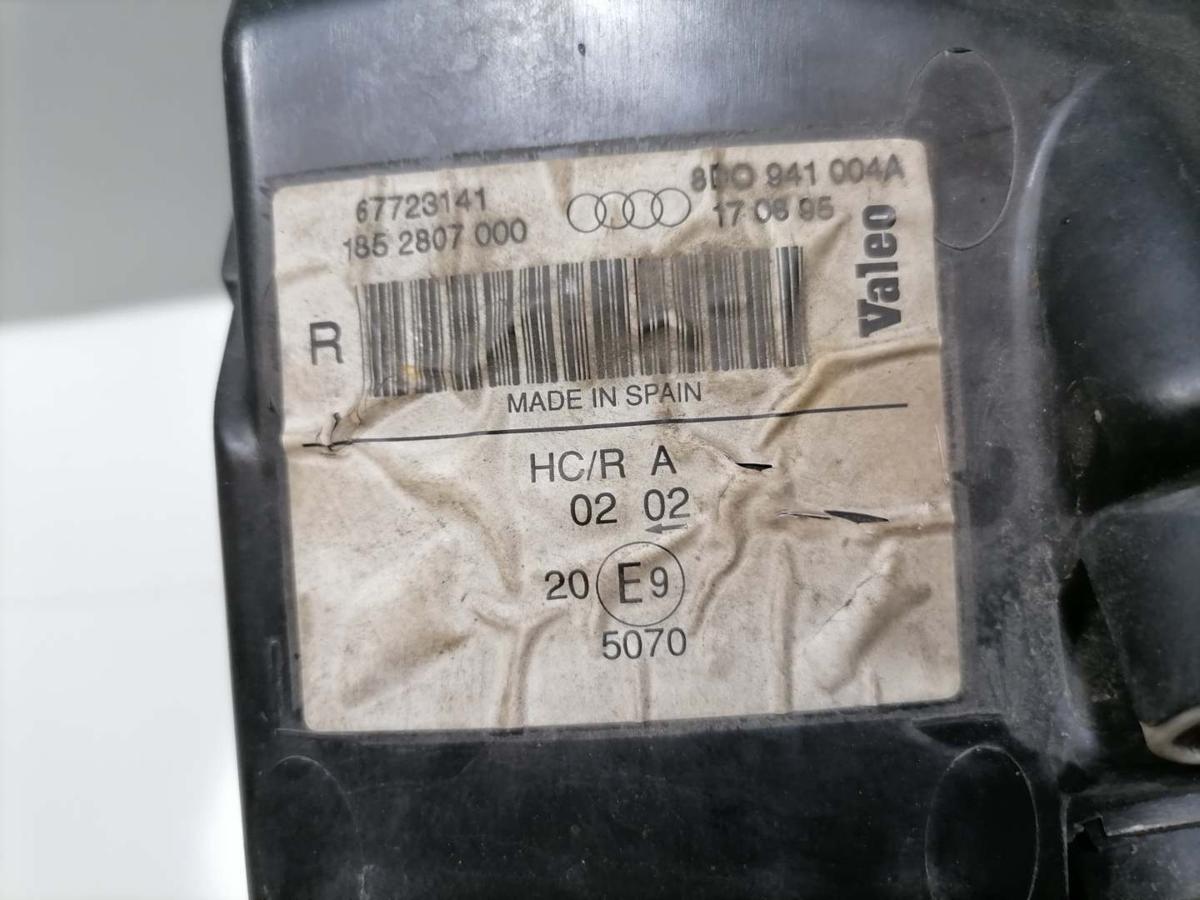 67723141
185 2807 000
8D0 941 004A
17 06 95
Valeo
R
MADE IN SPAIN
HC/R A
02 02
20 E9
5070